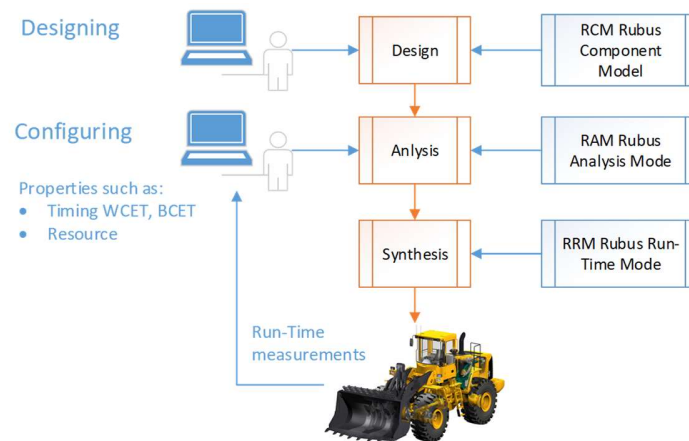 Designing
Design
RCM Rubus
Component
Model
Configuring
Anlysis
RAM Rubus
Analysis Mode
Properties such as:
• Timing WCET, BCET
• Resource
Synthesis
RRM Rubus Run-
Time Mode
Run-Time
measurements